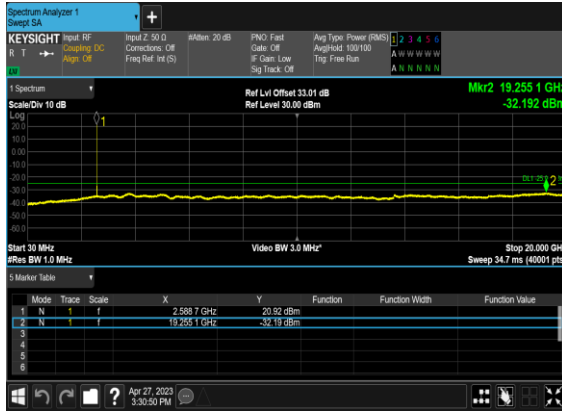 Spectrum Analyzer 1
Swept SA
+
KEYSIGHT Input: RF Input Z: 50 Ω #Atten: 20 dB PNO: Fast Avg Type: Power (RMS) 1 2 3 4 5 6
R T Coupling: DC Corrections: Off Gate: Off Avg|Hold: 100/100 A W W W W W
Align: Off Freq Ref: Int (S) IF Gain: Low Trig: Free Run
LV Sig Track: Off A N N N N N
1 Spectrum Ref Lvl Offset 33.01 dB Mkr2 19.255 1 GHz
Scale/Div 10 dB Ref Level 30.00 dBm -32.192 dBm
Log
1
20.0
10.0
0.00
-10.0
-20.0
DL1 -25.0
2
-30.0
-40.0
-50.0
-60.0
Start 30 MHz Video BW 3.0 MHz* Stop 20.000 GH
#Res BW 1.0 MHz Sweep 34.7 ms (40001 pts
5 Marker Table
Mode Trace Scale X Y Function Function Width Function Value
1 N 1 f 2.588 7 GHz 20.92 dBm
2 N 1 f 19.255 1 GHz -32.19 dBm
3
4
5
6
? Apr 27, 2023
3:30:50 PM